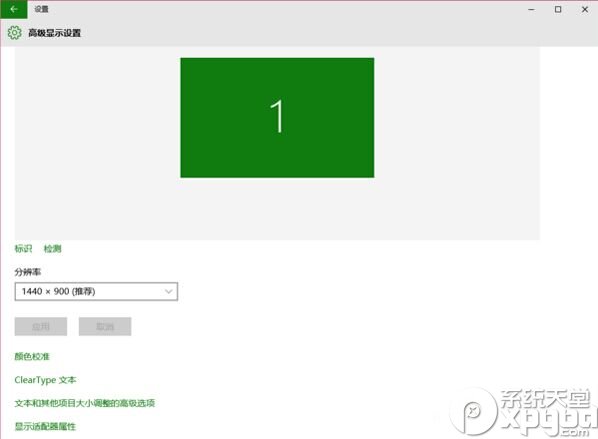 设置
高级显示设置
1
标识 检测
分辨率
1440 × 900 (推荐)
应用 取消
颜色校准
ClearType 文本
文本和其他项目大小调整的高级选项
显示适配器属性
系统天堂